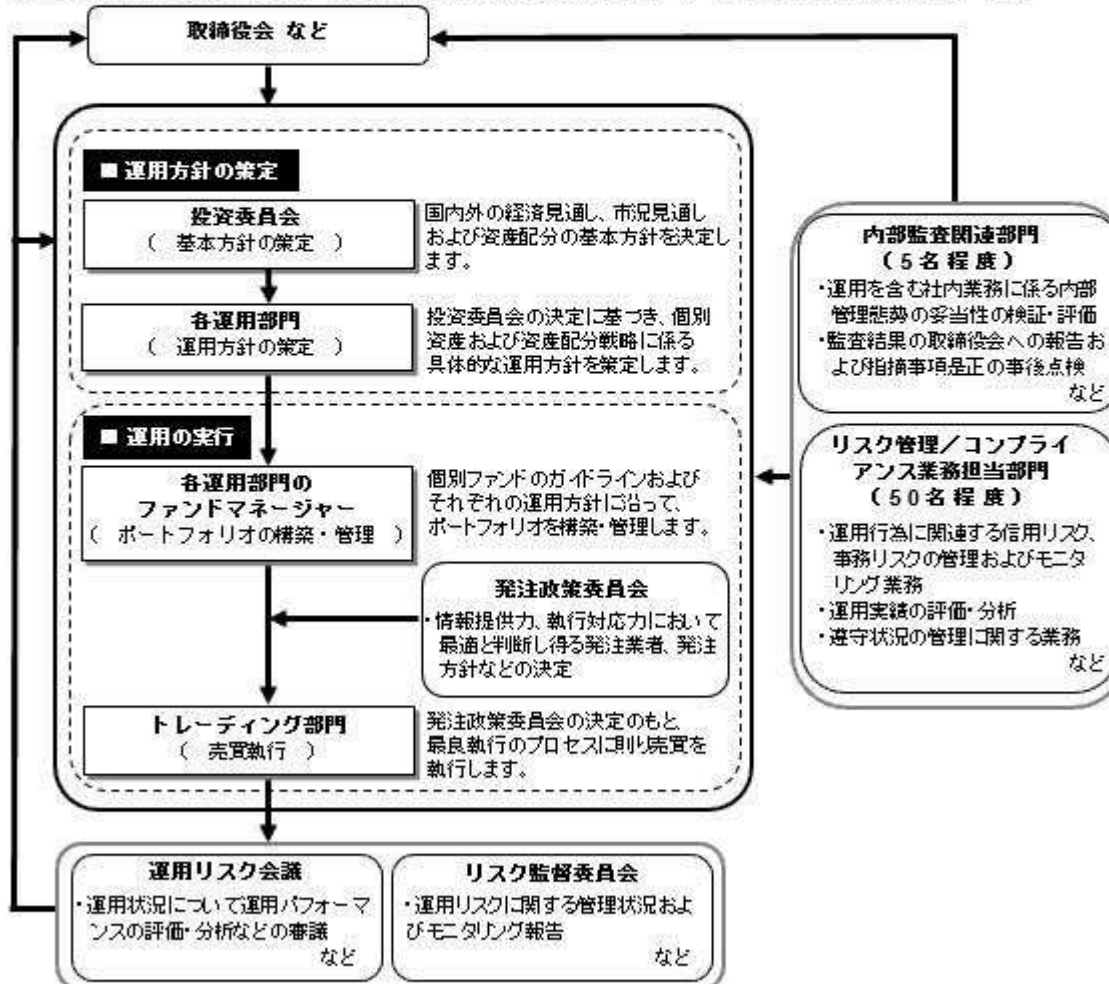 取締役会 など
■ 運用方針の策定
投資委員会
（ 基本方針の策定 ）
国内外の経済見通し、市況見通し
および資産配分の基本方針を決定し
ます。
各運用部門
（ 運用方針の策定 ）
投資委員会の決定に基づき、個別
資産および資産配分戦略に係る
具体的な運用方針を策定します。
■ 運用の実行
各運用部門の
ファンドマネージャー
（ ポートフォリオの構築・管理 ）
個別ファンドのガイドラインおよび
それぞれの運用方針に沿って、
ポートフォリオを構築・管理します。
発注政策委員会
・情報提供力、執行対応力において
最適と判断し得る発注業者、発注
方針などの決定
トレーディング部門
（ 売買執行 ）
発注政策委員会の決定のもと
最良執行のプロセスに則り売買を
執行します。
運用リスク会議
・運用状況について運用パフォーマ
ンスの評価・分析などの審議
など
リスク監督委員会
・運用リスクに関する管理状況およ
びモニタリング報告
など
内部監査関連部門
（５名程度）
・運用を含む社内業務に係る内部
管理態勢の妥当性の検証・評価
・監査結果の取締役会への報告お
よび指摘事項是正の事後点検
など
リスク管理／コンプライ
アンス業務担当部門
（５０名程度）
・運用行為に関連する信用リスク、
事務リスクの管理およびモニタ
リング業務
・運用実績の評価・分析
・遵守状況の管理に関する業務
など